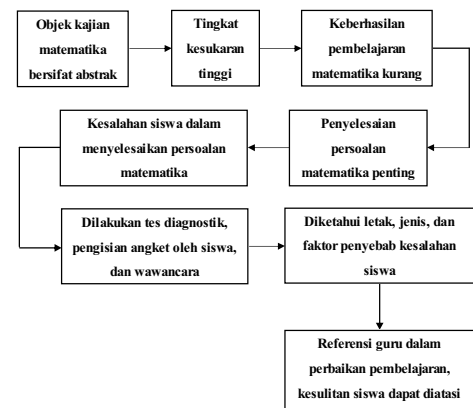 Objek kajian
matematika
bersifat abstrak
Tingkat
kesukaran
tinggi
Keberhasilan
pembelajaran
matematika kurang
Penyelesaian
persoalan
matematika penting
Kesalahan siswa dalam
menyelesaikan persoalan
matematika
Dilakukan tes diagnostik,
pengisian angket oleh siswa,
dan wawancara
Diketahui letak, jenis, dan
faktor penyebab kesalahan
siswa
Referensi guru dalam
perbaikan pembelajaran,
kesulitan siswa dapat diatasi